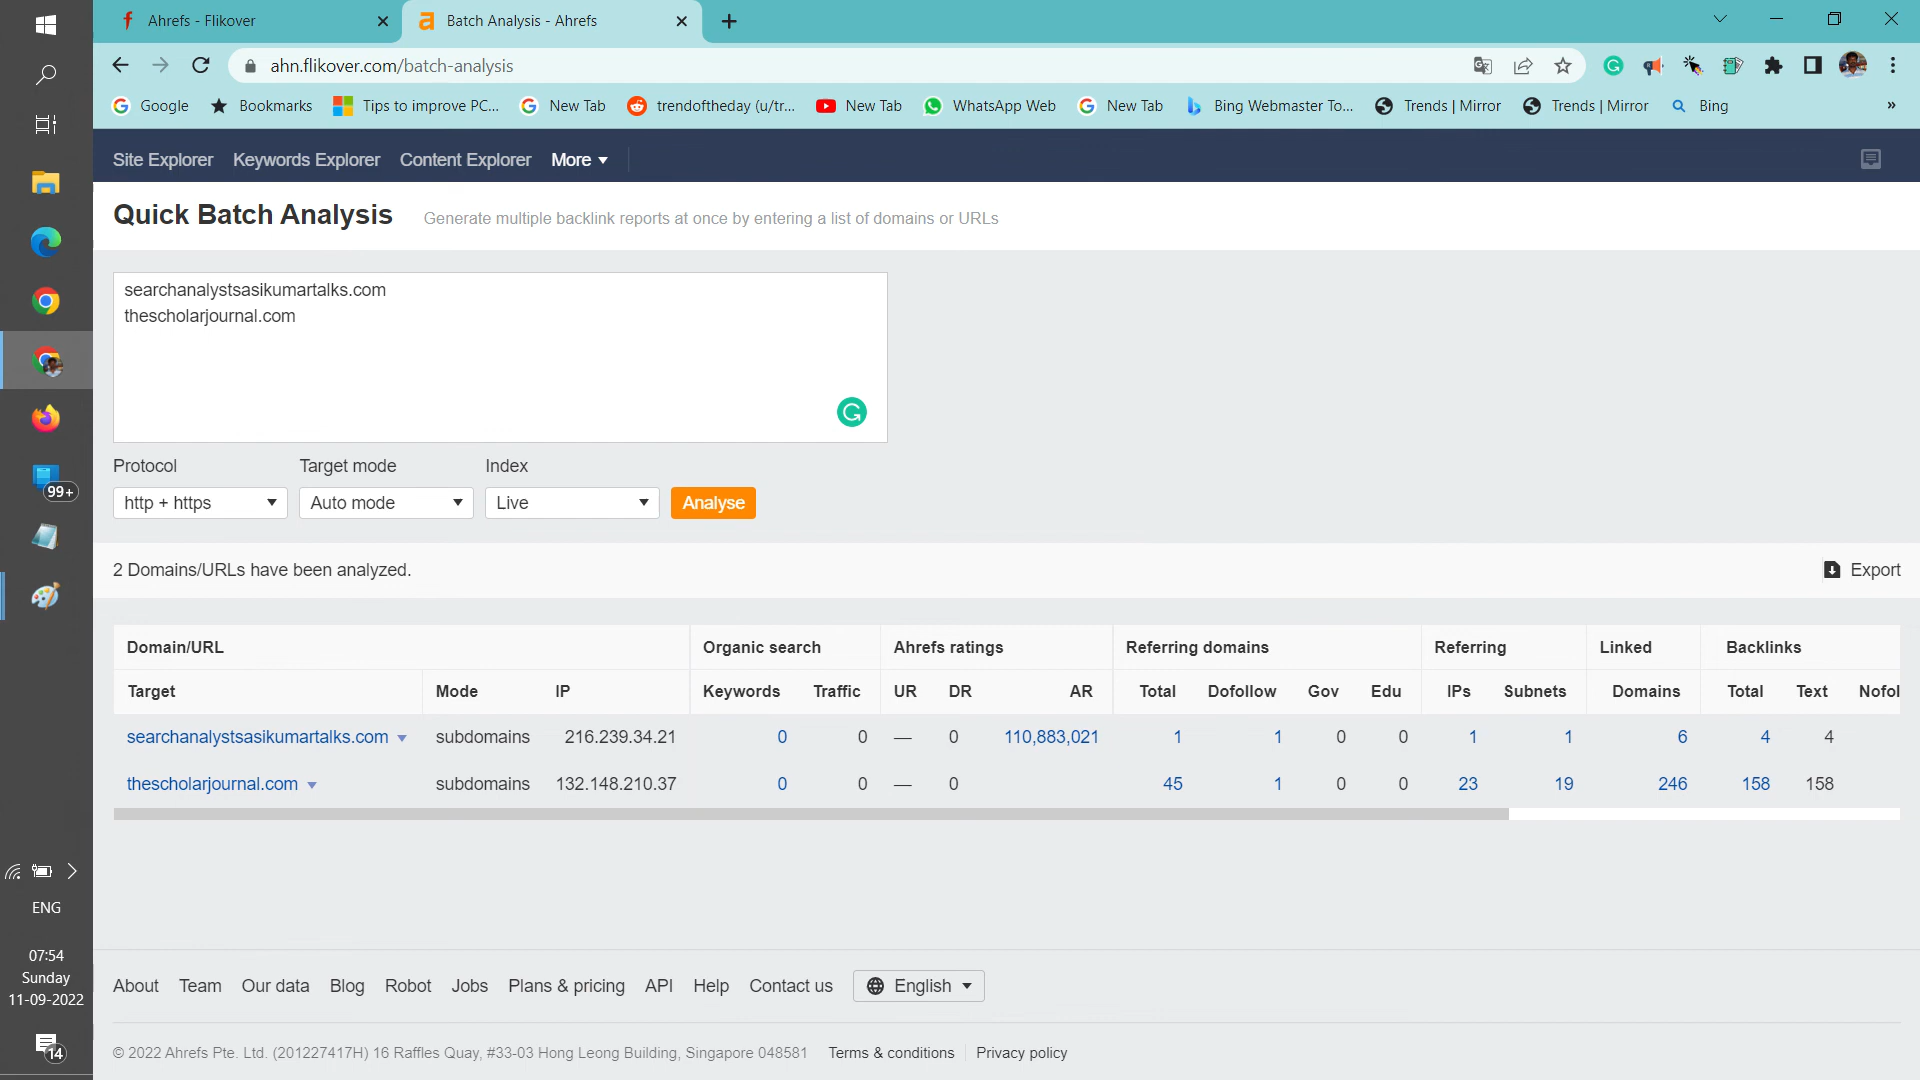 Ahrefs - Flikover
Batch Analysis - Ahrefs
ahn.flikover.com/batch-analysis
Google
Bookmarks
Tips to improve PC...
New Tab
trendoftheday (u/tr...
New Tab
WhatsApp Web
New Tab
Bing Webmaster To...
Trends | Mirror
Trends | Mirror
Bing
»
Site Explorer Keywords Explorer Content Explorer More
Quick Batch Analysis Generate multiple backlink reports at once by entering a list of domains or URLs
searchanalystsasikumartalks.com
thescholarjournal.com
Protocol Target mode Index
http + https Auto mode Live Analyse
2 Domains/URLs have been analyzed. Export
Domain/URL Organic search Ahrefs ratings Referring domains Referring Linked Backlinks
Target Mode IP Keywords Traffic UR DR AR Total Dofollow Gov Edu IPs Subnets Domains Total Text Nofol
searchanalystsasikumartalks.com subdomains 216.239.34.21 0 0 — 0 110,883,021 1 1 0 0 1 1 6 4 4
thescholarjournal.com subdomains 132.148.210.37 0 0 — 0 45 1 0 0 23 19 246 158 158
About Team Our data Blog Robot Jobs Plans & pricing API Help Contact us English
© 2022 Ahrefs Pte. Ltd. (201227417H) 16 Raffles Quay, #33-03 Hong Leong Building, Singapore 048581 Terms & conditions Privacy policy
99+
ENG
07:54
Sunday
11-09-2022
14